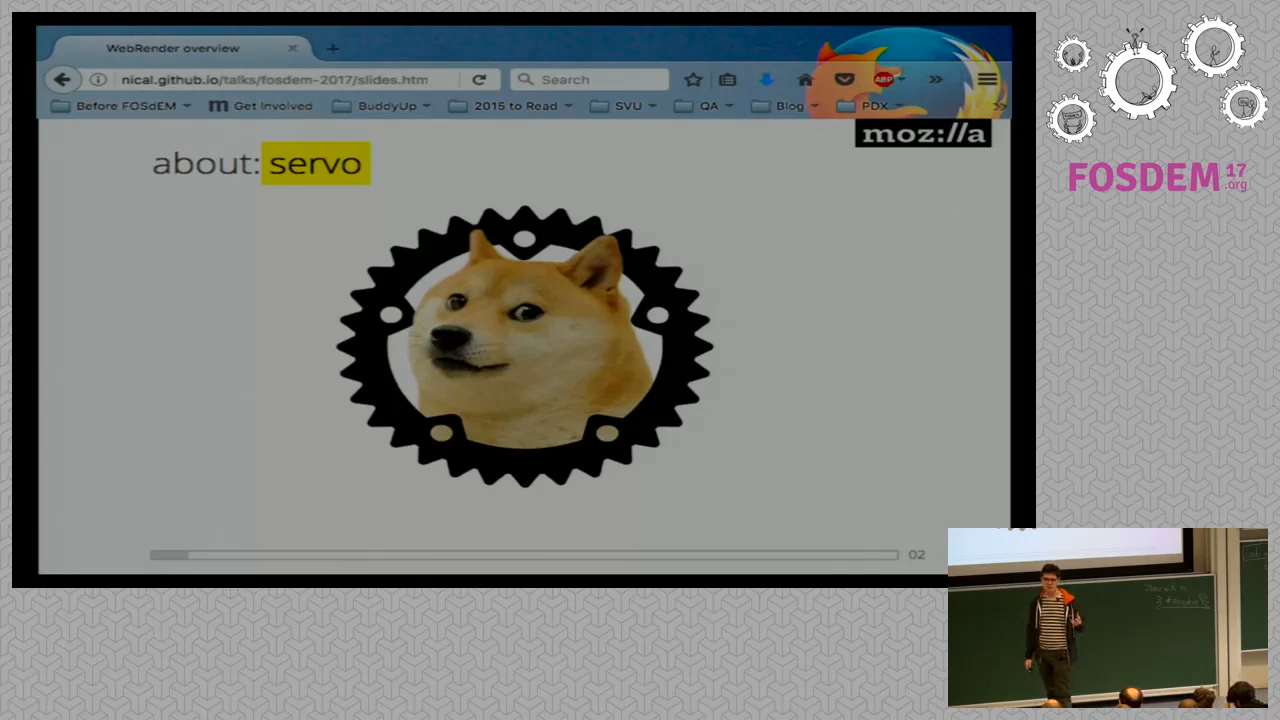 WebRender overview
nical.github.io/talks/fosdem-2017/slides.htm
Search
ABP
Before FOSdEM
m Get Involved
BuddyUp
2015 to Read
SVU
QA
Blog
PDX
moz://a
about: servo
02
FOSDEM 17
.org